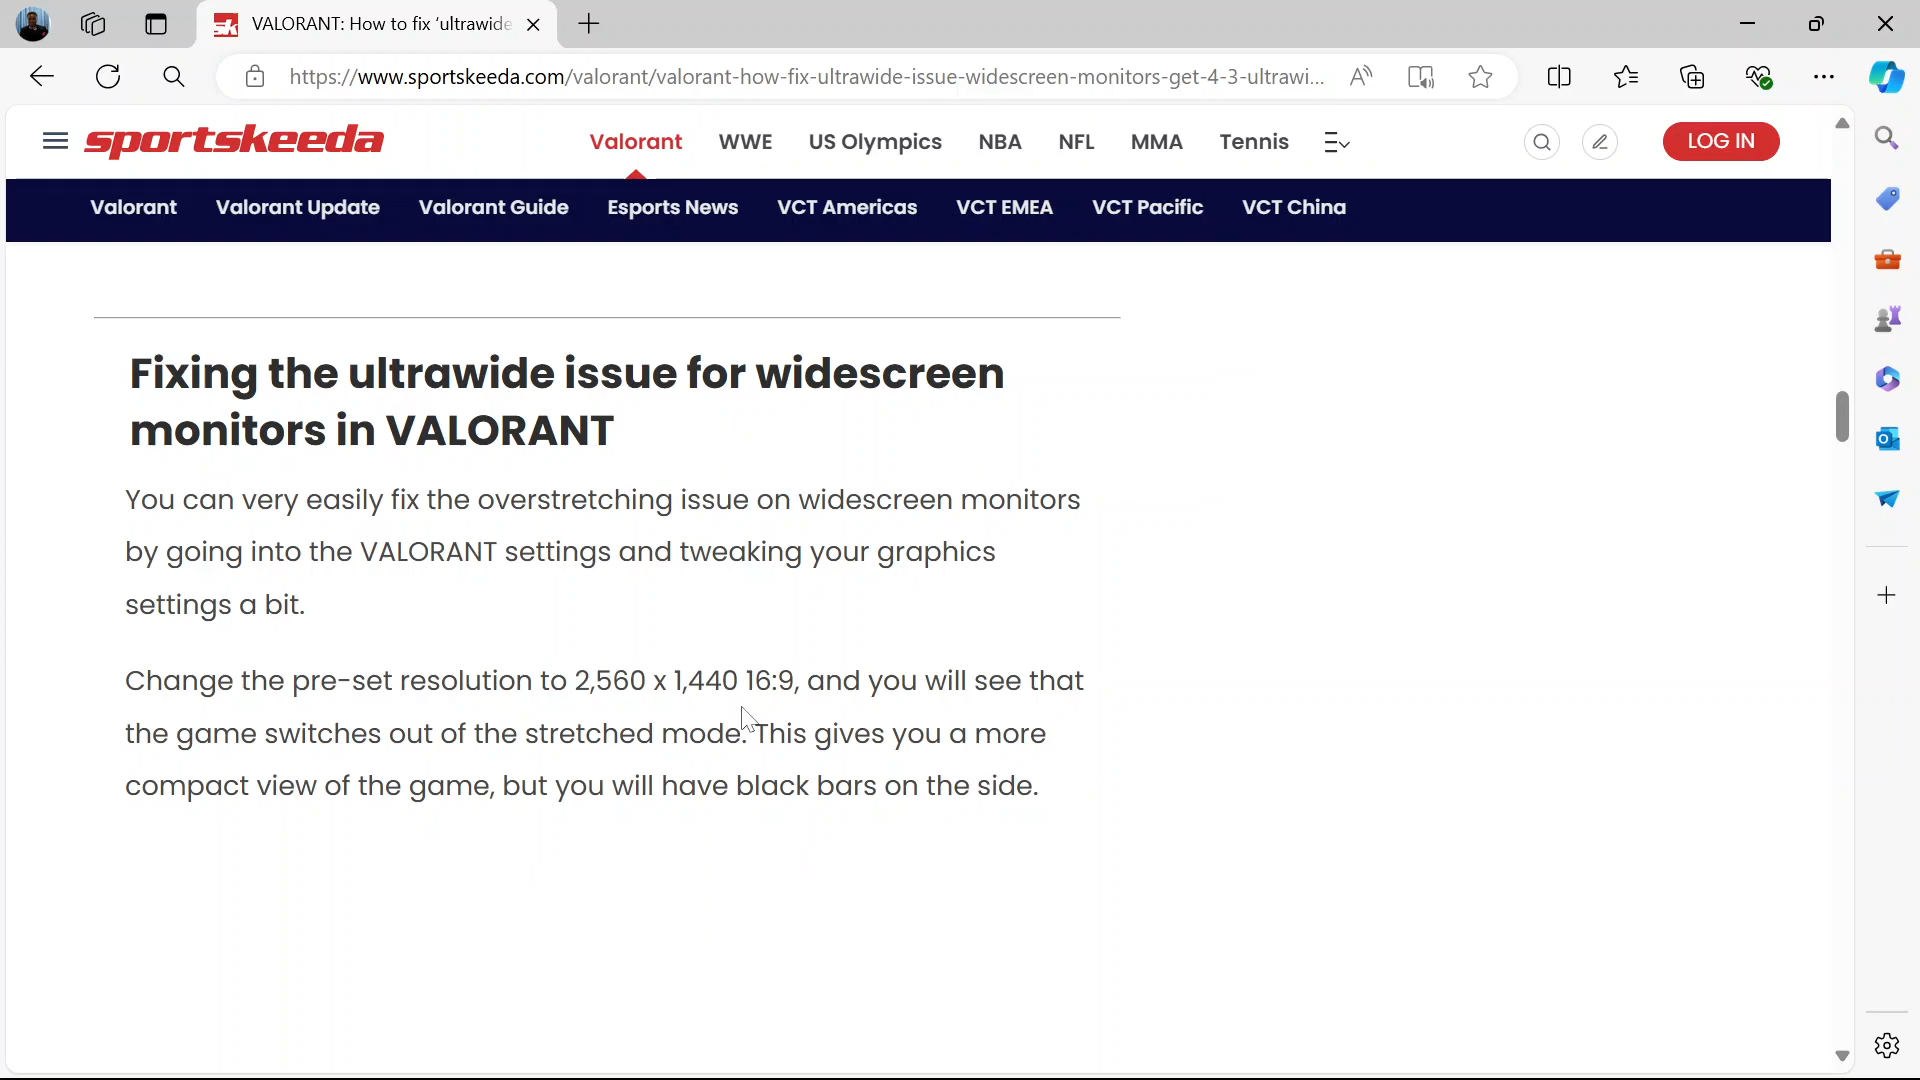 VALORANT: How to fix ‘ultrawide
https://www.sportskeeda.com/valorant/valorant-how-fix-ultrawide-issue-widescreen-monitors-get-4-3-ultrawi...
sportskeeda
Valorant WWE US Olympics NBA NFL MMA Tennis
LOG IN
Valorant Valorant Update Valorant Guide Esports News VCT Americas VCT EMEA VCT Pacific VCT China
Fixing the ultrawide issue for widescreen
monitors in VALORANT
You can very easily fix the overstretching issue on widescreen monitors
by going into the VALORANT settings and tweaking your graphics
settings a bit.
Change the pre-set resolution to 2,560 x 1,440 16:9, and you will see that
the game switches out of the stretched mode. This gives you a more
compact view of the game, but you will have black bars on the side.